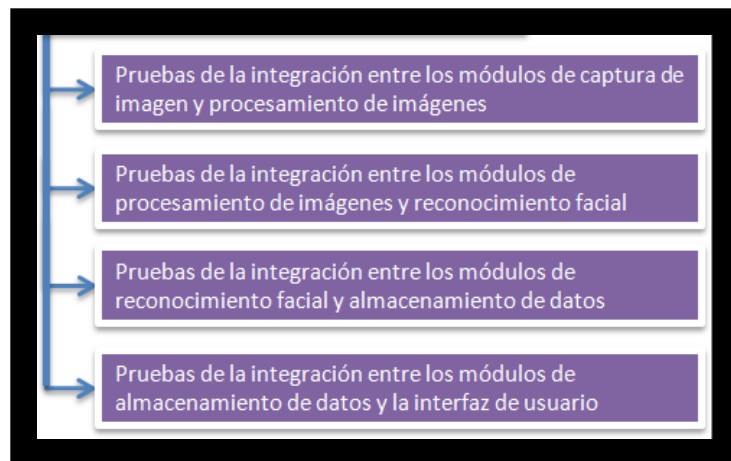 Pruebas de la integración entre los módulos de captura de
imagen y procesamiento de imágenes
Pruebas de la integración entre los módulos de
procesamiento de imágenes y reconocimiento facial
Pruebas de la integración entre los módulos de
reconocimiento facial y almacenamiento de datos
Pruebas de la integración entre los módulos de
almacenamiento de datos y la interfaz de usuario